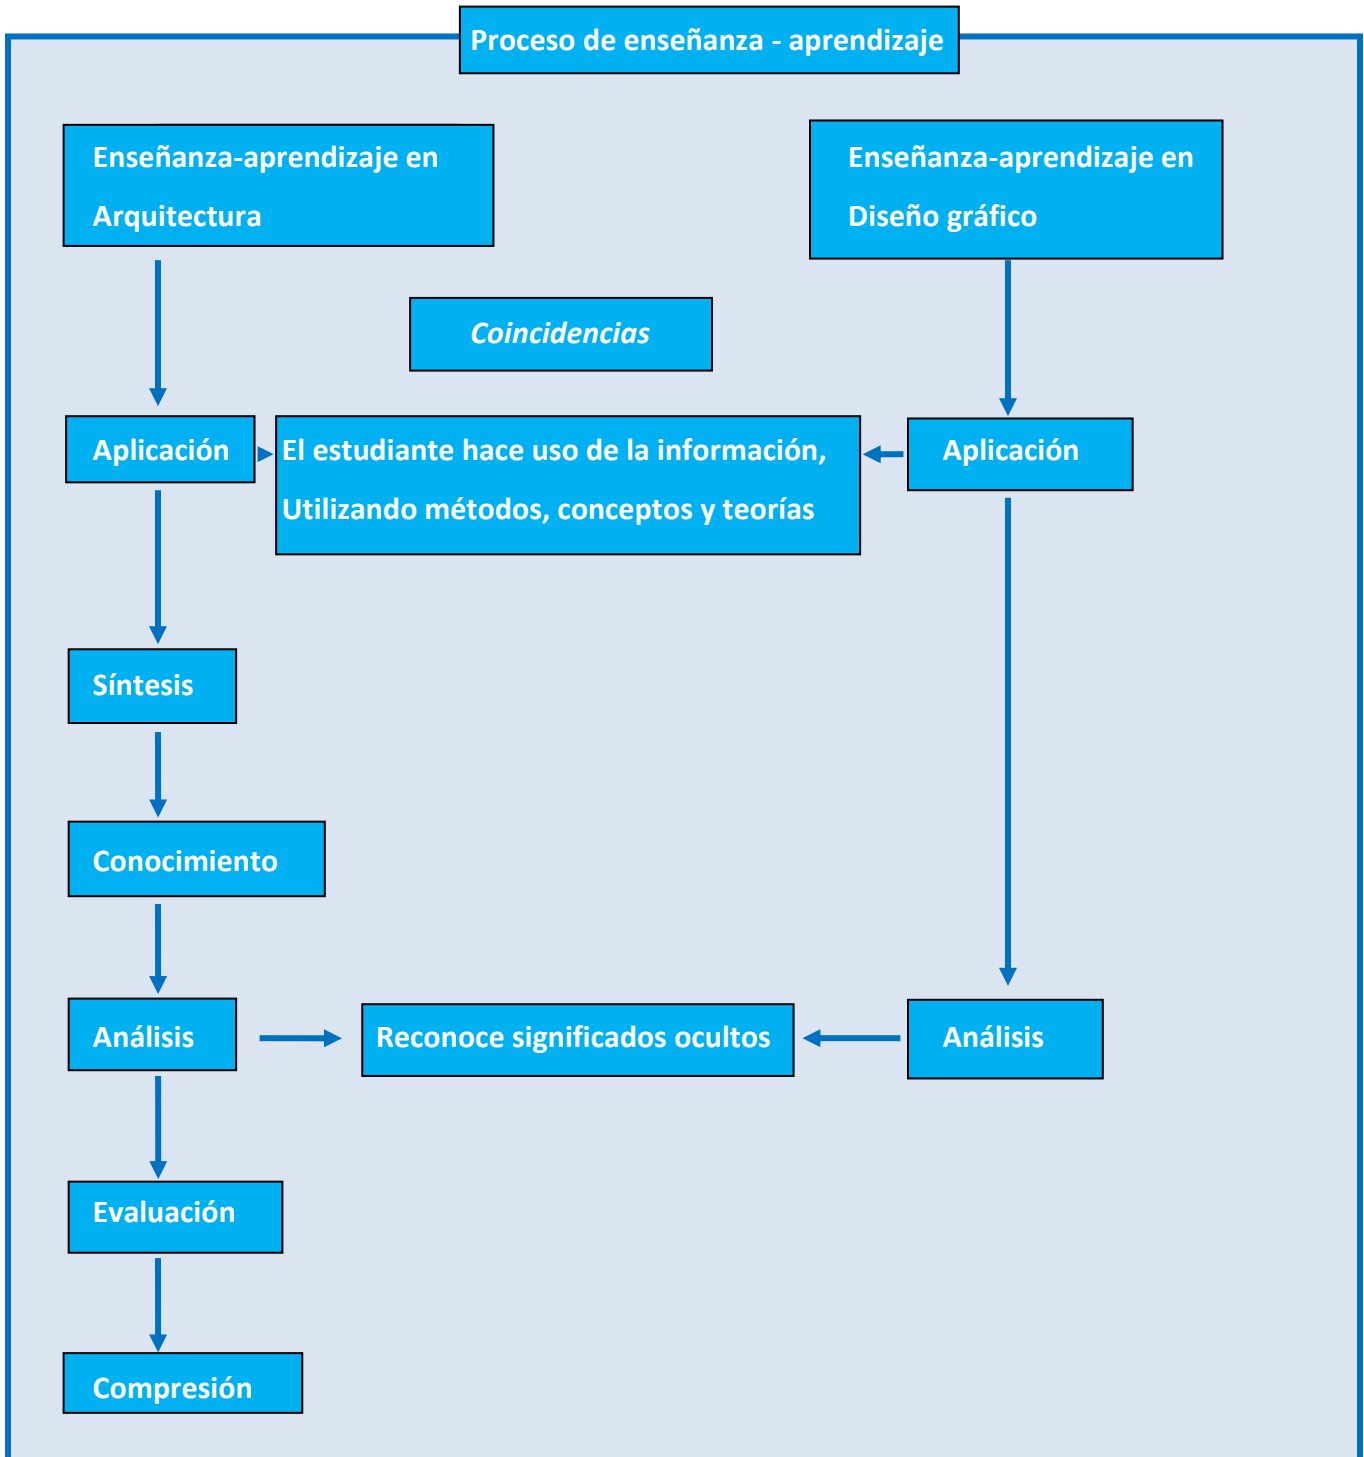 Proceso de enseñanza - aprendizaje
Enseñanza-aprendizaje en
Arquitectura
Enseñanza-aprendizaje en
Diseño gráfico
Coincidencias
Aplicación
El estudiante hace uso de la información,
Utilizando métodos, conceptos y teorías
Aplicación
Síntesis
Conocimiento
Análisis
Reconoce significados ocultos
Análisis
Evaluación
Compresión